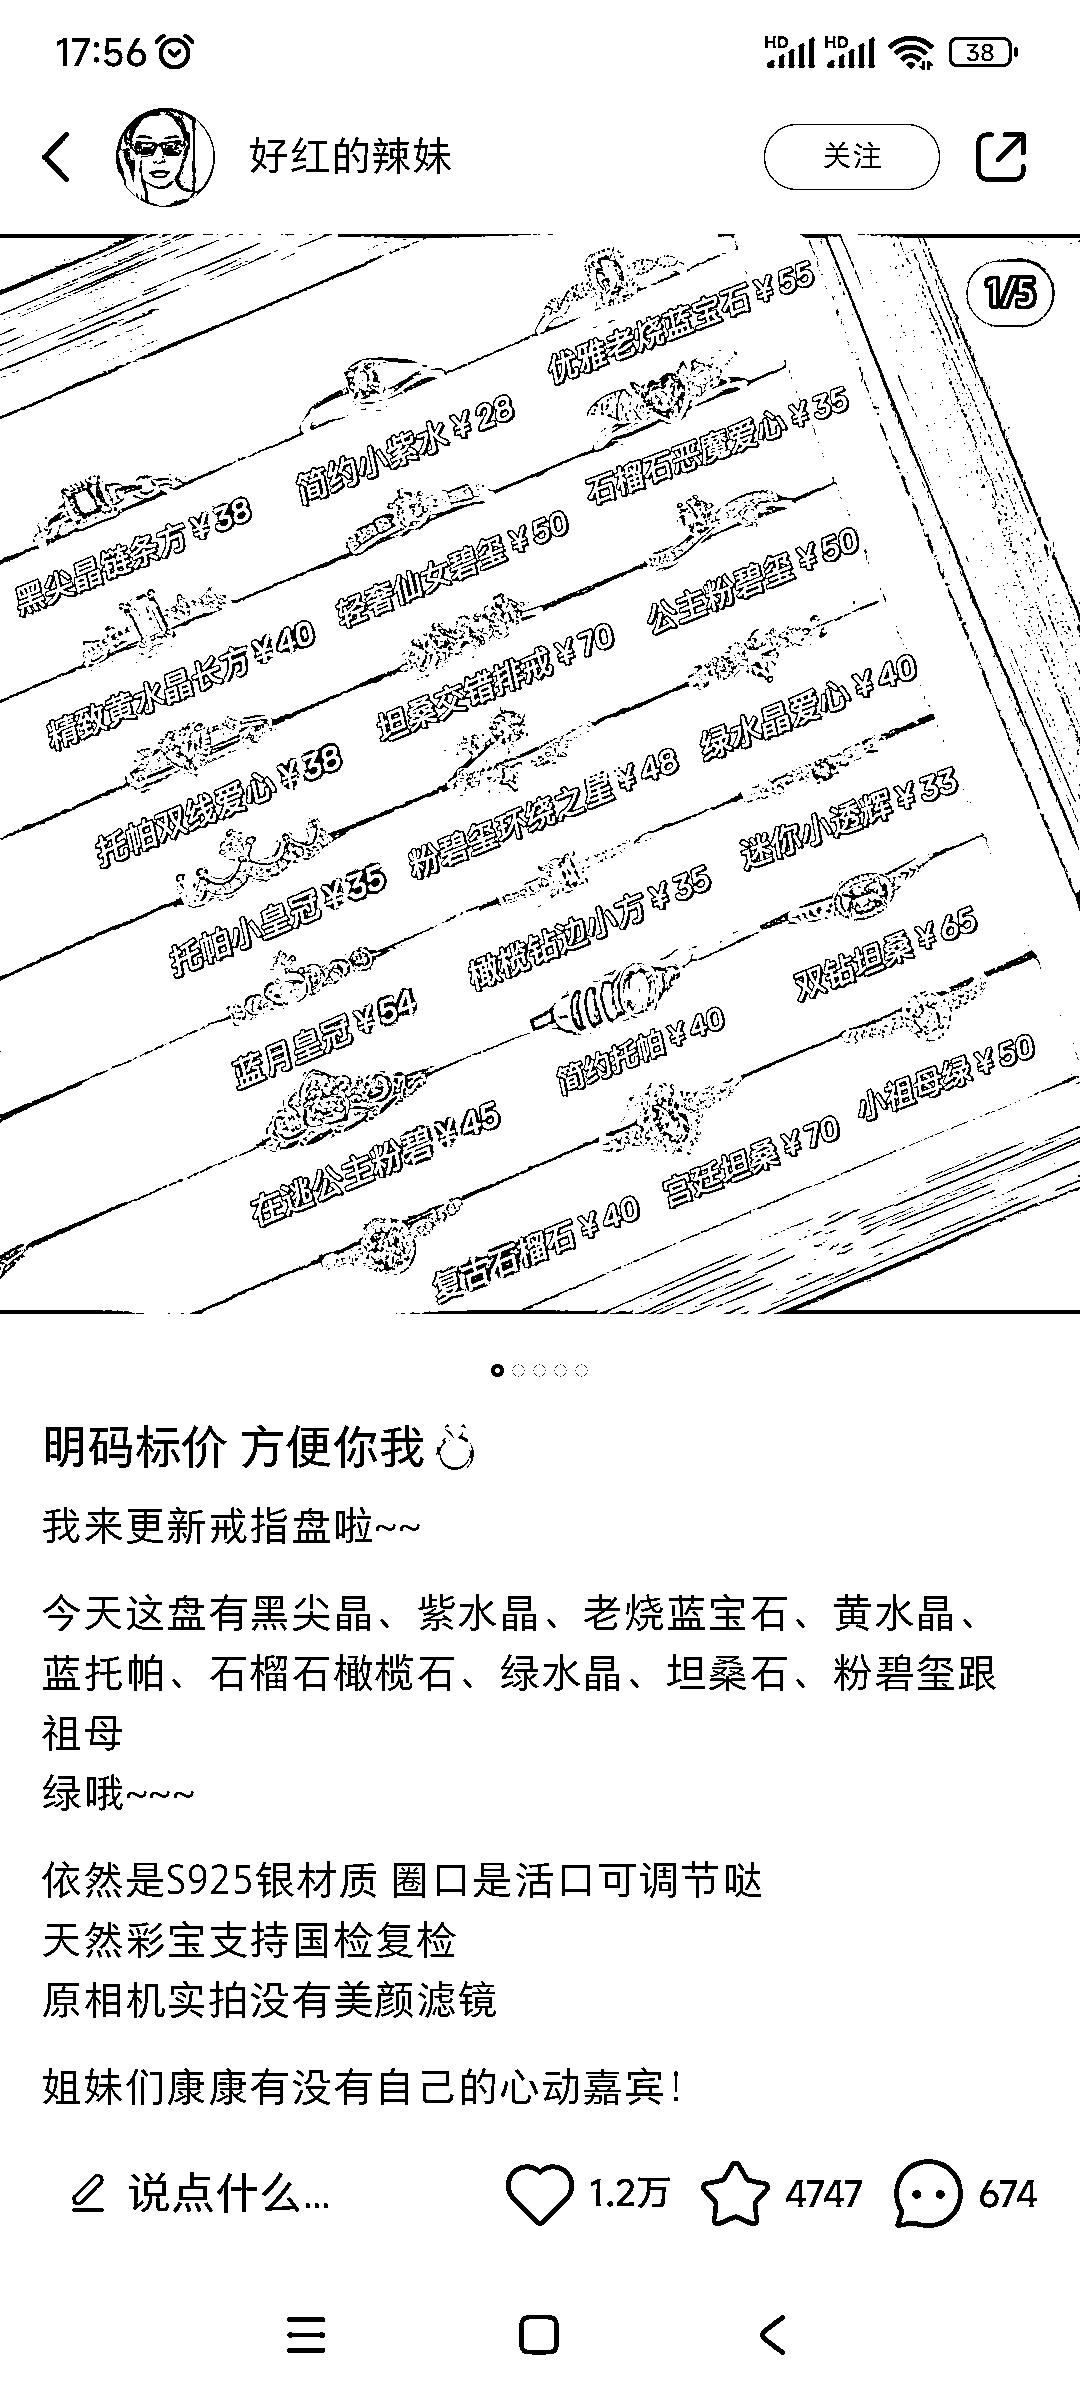 17:56
HD HD 38
好红的辣妹
关注
1/5
优雅老烧蓝宝石￥55
简约小紫水￥28
石榴石恶魔爱心￥35
黑尖晶链条方￥38
轻奢仙女碧玺￥50
公主粉碧玺￥50
精致黄水晶长方￥40
坦桑交错排戒￥70
绿水晶爱心￥40
托帕双线爱心￥38
粉碧玺环绕之星￥48
迷你小透辉￥33
托帕小皇冠￥35
橄榄钻边小方￥35
双钻坦桑￥65
蓝月皇冠￥54
简约托帕￥40
小祖母绿￥50
在逃公主粉碧￥45
宫廷坦桑￥70
复古石榴石￥40
明码标价 方便你我
我来更新戒指盘啦~~
今天这盘有黑尖晶、紫水晶、老烧蓝宝石、黄水晶、
蓝托帕、石榴石橄榄石、绿水晶、坦桑石、粉碧玺跟
祖母
绿哦~~~
依然是S925银材质 圈口是活口可调节哒
天然彩宝支持国检复检
原相机实拍没有美颜滤镜
姐妹们康康有没有自己的心动嘉宾！
说点什么...
1.2万
4747
674